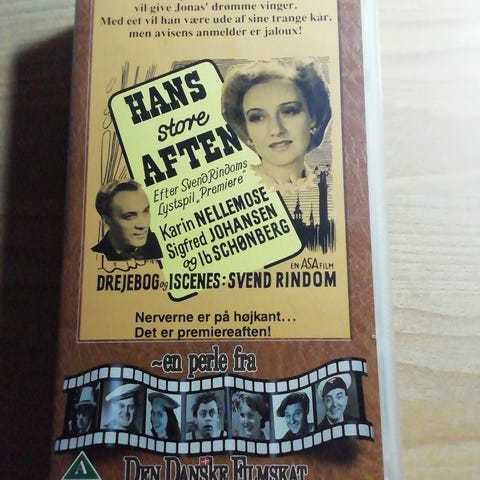 vil give Jonas' drømme vinger.
Med eet vil han være ude af sine trange kår,
men avisens anmelder er jaloux!
HANS
store
AFTEN
Efter Svend Rindoms
Lystspil „Premiere"
Karin NELLEMOSE
Sigfred JOHANSEN
og Ib SCHØNBERG
EN ASA FILM
DREJEBOG og ISCENES: SVEND RINDOM
Nerverne er på højkant...
Det er premiereaften!
~en perle fra
A
DEN DANSKE FILMSKAT